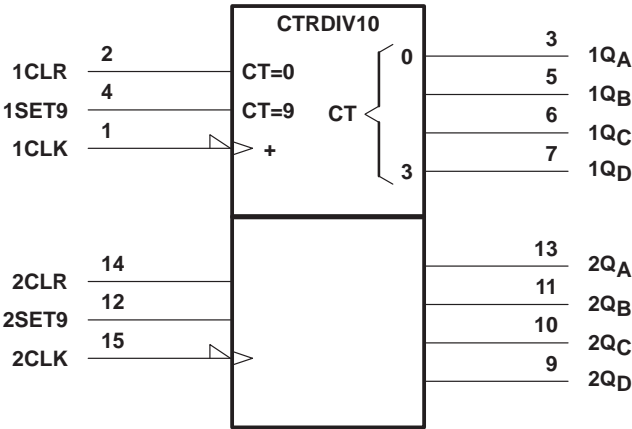 CTRDIV10
1CLR 2 CT=0 0 3 1QA
1SET9 4 CT=9 CT 5 1QB
1CLK 1 + 6 1QC
3 7 1QD
2CLR 14 13 2QA
2SET9 12 11 2QB
2CLK 15 10 2QC
9 2QD